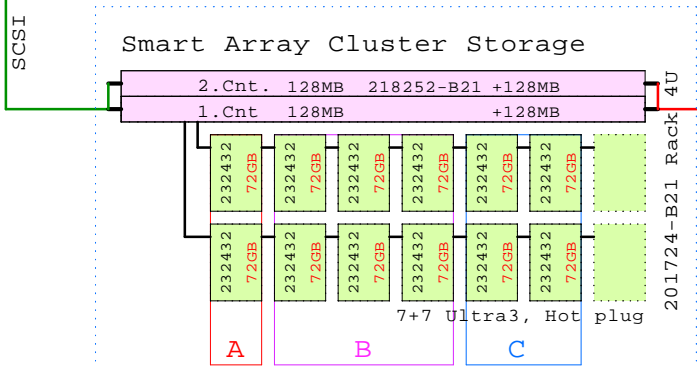 SCSI
Smart Array Cluster Storage
2.Cnt. 128MB 218252-B21 +128MB
1.Cnt 128MB +128MB
232432 72GB 232432 72GB 232432 72GB 232432 72GB 232432 72GB 232432 72GB
232432 72GB 232432 72GB 232432 72GB 232432 72GB 232432 72GB 232432 72GB
201724-B21 Rack 4U
7+7 Ultra3, Hot plug
A B C